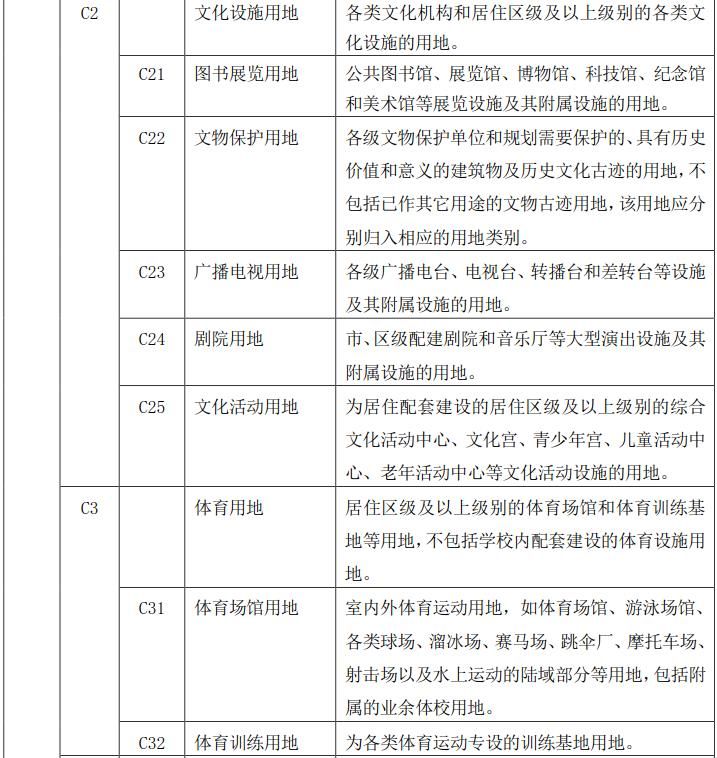 C2 文化设施用地 各类文化机构和居住区级及以上级别的各类文
化设施的用地。
C21 图书展览用地 公共图书馆、展览馆、博物馆、科技馆、纪念馆
和美术馆等展览设施及其附属设施的用地。
C22 文物保护用地 各级文物保护单位和规划需要保护的、具有历史
价值和意义的建筑物及历史文化古迹的用地,不
包括已作其它用途的文物古迹用地,该用地应分
别归入相应的用地类别。
C23 广播电视用地 各级广播电台、电视台、转播台和差转台等设施
及其附属设施的用地。
C24 剧院用地 市、区级配建剧院和音乐厅等大型演出设施及其
附属设施的用地。
C25 文化活动用地 为居住配套建设的居住区级及以上级别的综合
文化活动中心、文化宫、青少年宫、儿童活动中
心、老年活动中心等文化活动设施的用地。
C3 体育用地 居住区级及以上级别的体育场馆和体育训练基
地等用地,不包括学校内配套建设的体育设施用
地。
C31 体育场馆用地 室内外体育运动用地，如体育场馆、游泳场馆、
各类球场、溜冰场、赛马场、跳伞厂、摩托车场、
射击场以及水上运动的陆域部分等用地,包括附
属的业余体校用地。
C32 体育训练用地 为各类体育运动专设的训练基地用地。